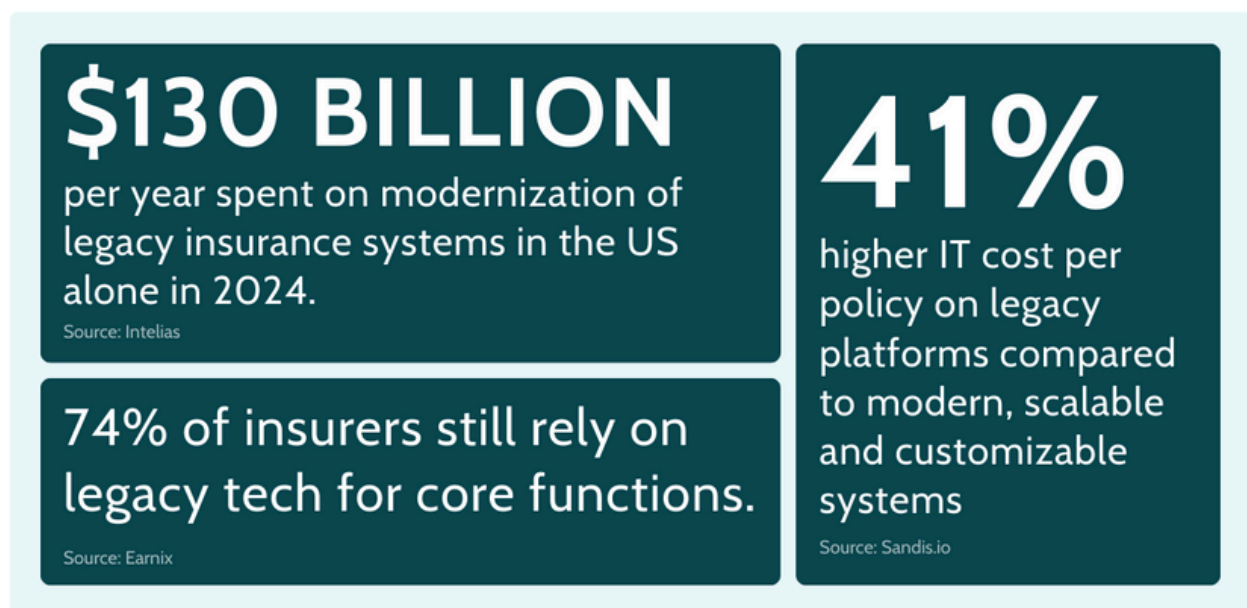 $130 BILLION
per year spent on modernization of
legacy insurance systems in the US
alone in 2024.
Source: Intelias
74% of insurers still rely on
legacy tech for core functions.
Source: Earnix
41%
higher IT cost per
policy on legacy
platforms compared
to modern, scalable
and customizable
systems
Source: Sandis.io